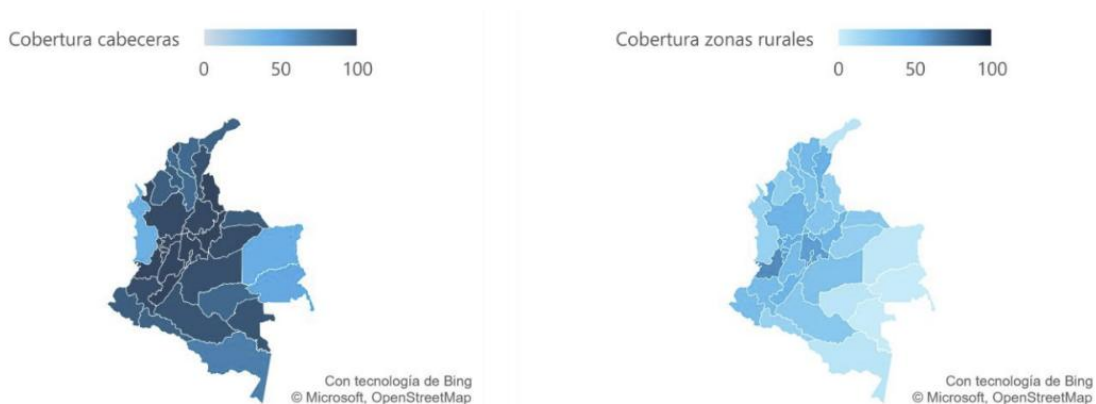 Cobertura cabeceras
0 50 100
Con tecnología de Bing
© Microsoft, OpenStreetMap
Cobertura zonas rurales
0 50 100
Con tecnología de Bing
© Microsoft, OpenStreetMap